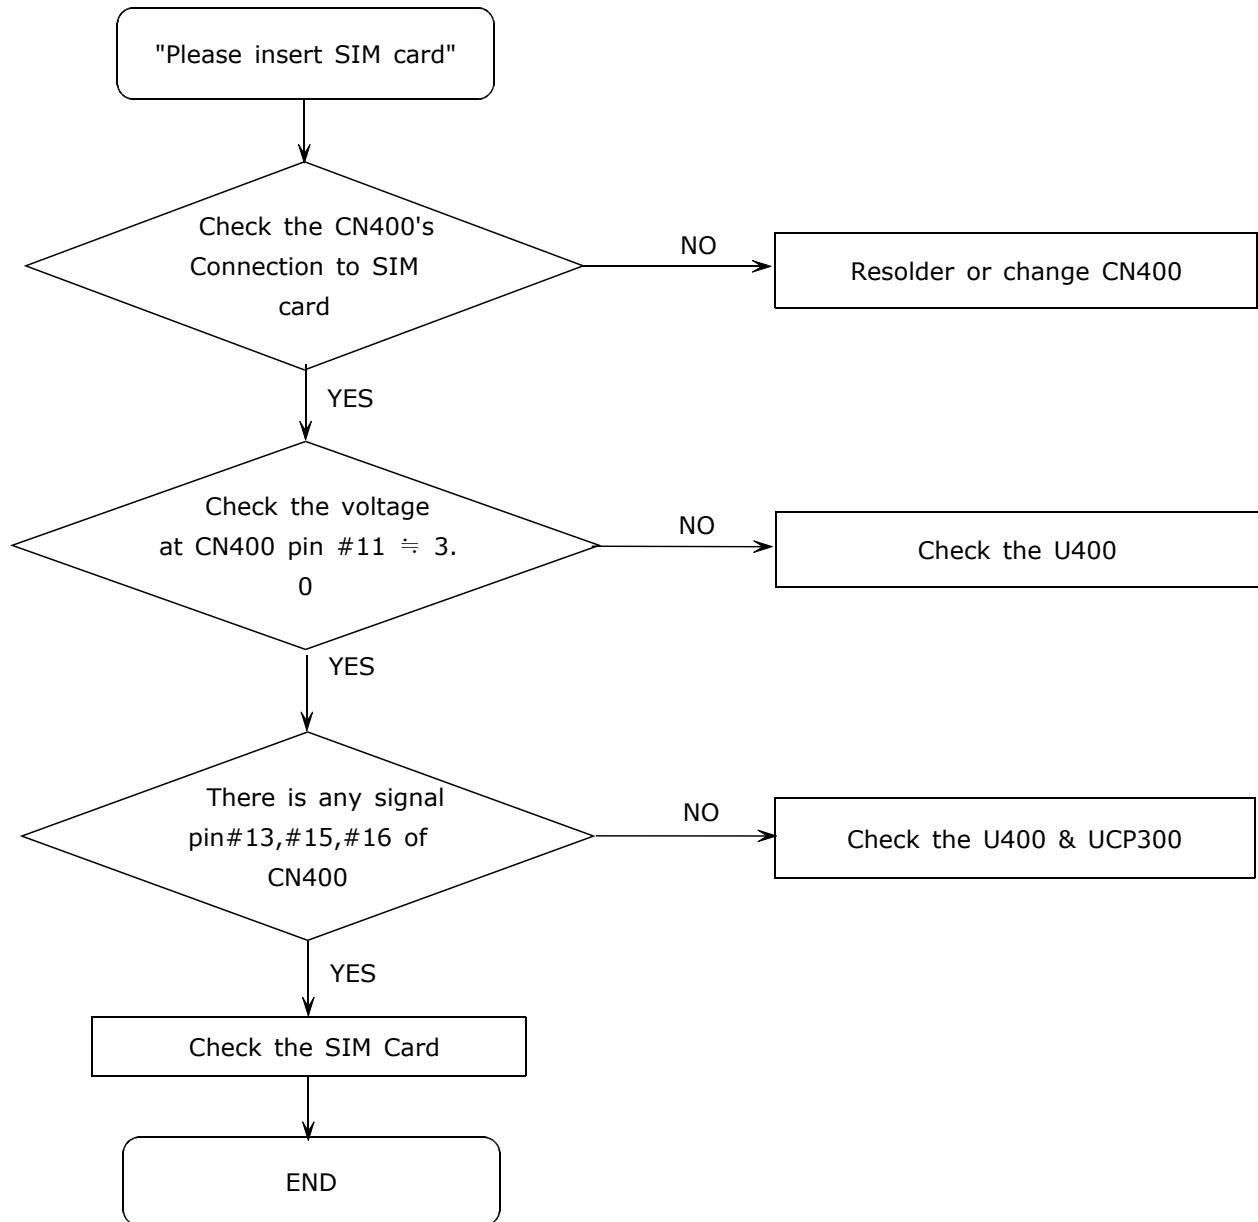 "Please insert SIM card"
Check the CN400's
Connection to SIM
card
NO
Resolder or change CN400
YES
Check the voltage
at CN400 pin #11 ≒ 3.
0
NO
Check the U400
YES
There is any signal
pin#13,#15,#16 of
CN400
NO
Check the U400 & UCP300
YES
Check the SIM Card
END